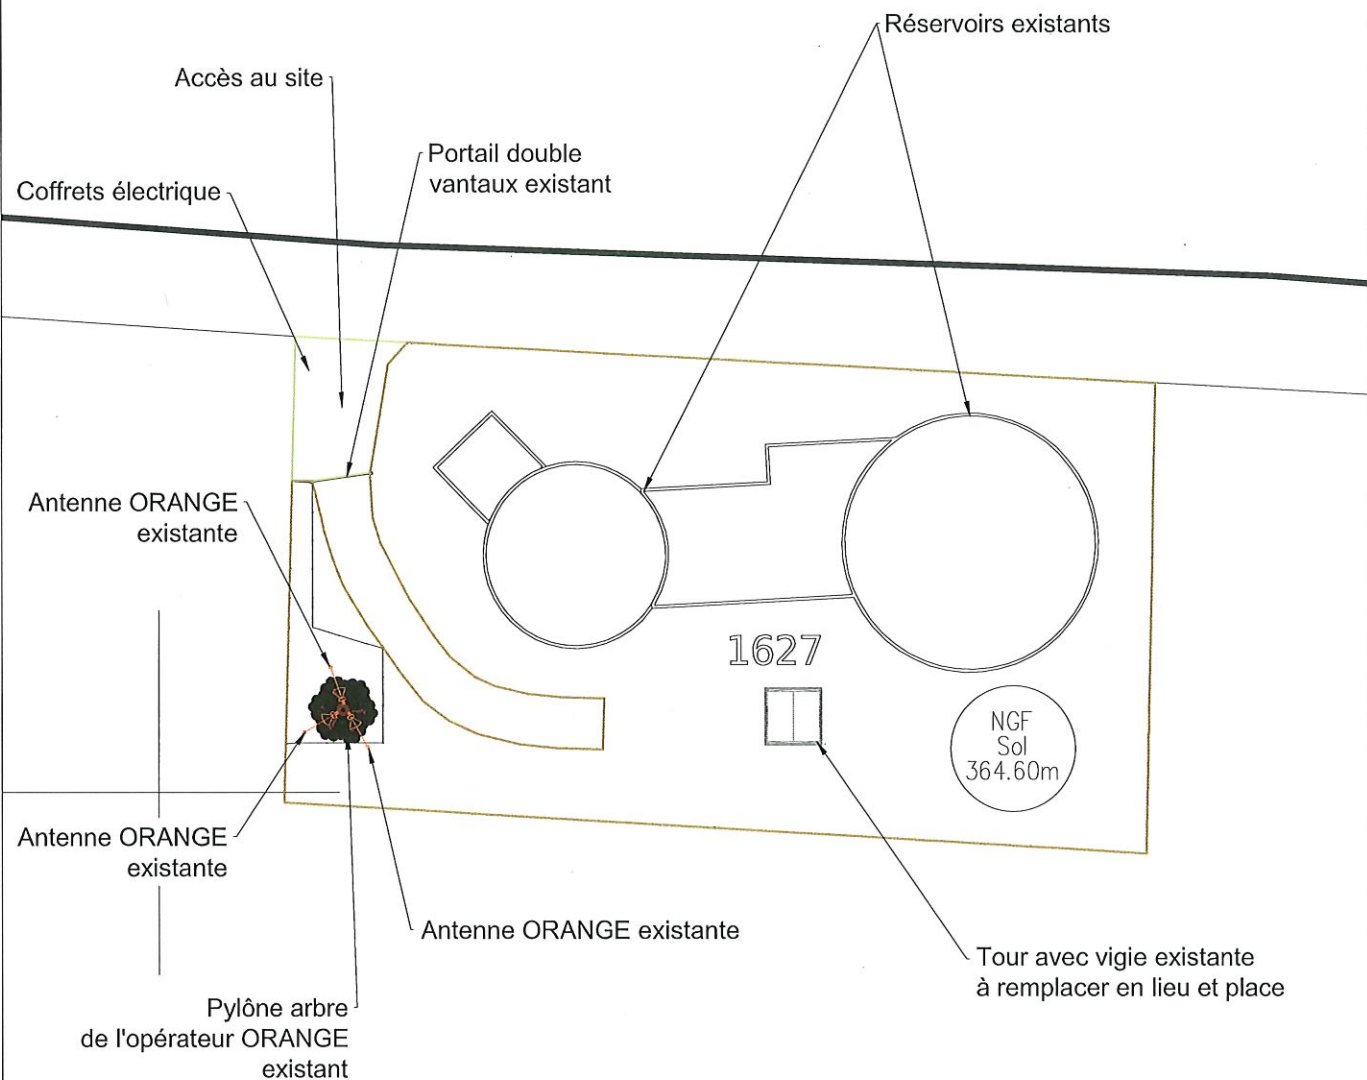 Réservoirs existants
Accès au site
Portail double
vantaux existant
Coffrets électrique
Antenne ORANGE
existante
1627
NGF
Sol
364.60m
Antenne ORANGE
existante
Antenne ORANGE existante
Tour avec vigie existante
à remplacer en lieu et place
Pylône arbre
de l'opérateur ORANGE
existant